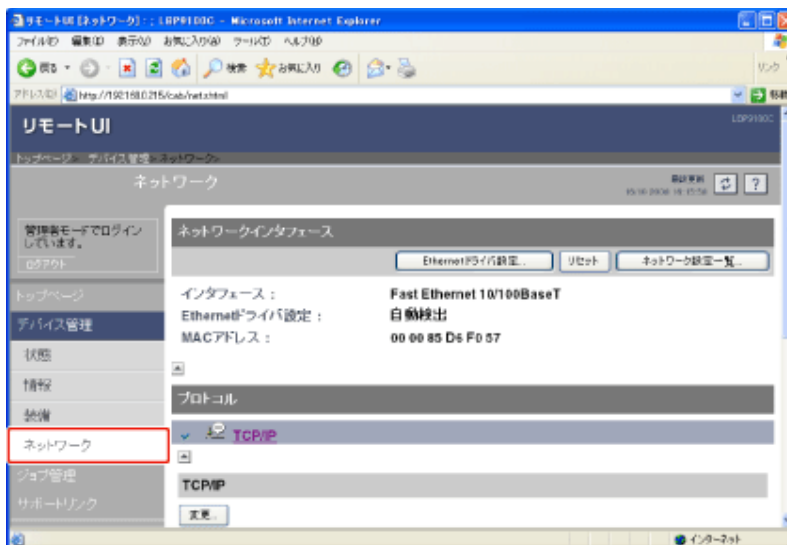 リモートUI [ネットワーク] : ; LBP9100C - Microsoft Internet Explorer
ファイル(F) 編集(E) 表示(V) お気に入り(A) ツール(T) ヘルプ(H)
戻る 検索 お気に入り リンク
アドレス(D) http://192.168.0.215/cab/net.shtml 移動
リモートUI
LBP9100C
トップページ> デバイス管理> ネットワーク>
ネットワーク
最終更新
管理者モードでログインしています。
ログアウト
トップページ
デバイス管理
状態
情報
装備
ネットワーク
ジョブ管理
サポートリンク
ネットワークインタフェース
Ethernetドライバ設定... リセット ネットワーク設定一覧...
インタフェース : Fast Ethernet 10/100BaseT
Ethernetドライバ設定 : 自動検出
MACアドレス : 00 00 85 D6 F0 57
プロトコル
TCP/IP
TCP/IP
変更...
インターネット